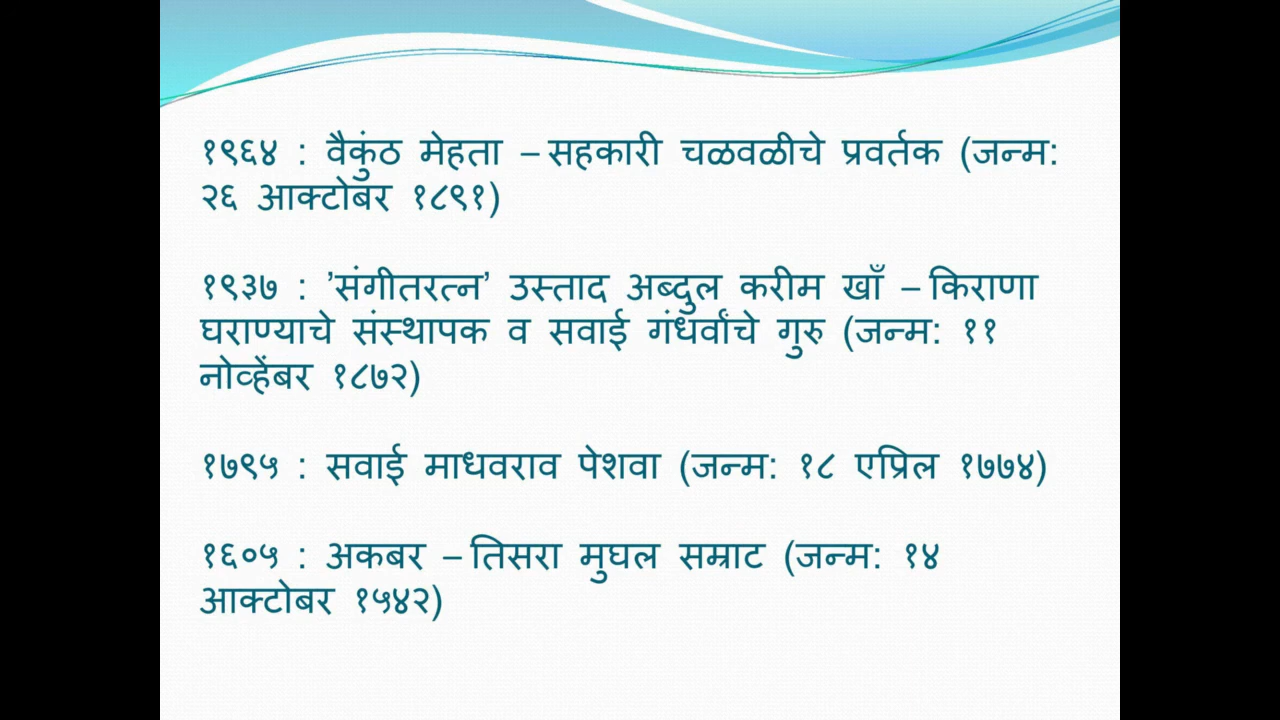 १९६४ : वैकुंठ मेहता – सहकारी चळवळीचे प्रवर्तक (जन्म:
२६ आक्टोबर १८९१)
१९३७ : ’संगीतरत्‍न’ उस्ताद अब्दुल करीम खाँ – किराणा
घराण्याचे संस्थापक व सवाई गंधर्वांचे गुरु (जन्म: ११
नोव्हेंबर १८७२)
१७९५ : सवाई माधवराव पेशवा (जन्म: १८ एप्रिल १७७४)
१६०५ : अकबर – तिसरा मुघल सम्राट (जन्म: १४
आक्टोबर १५४२)